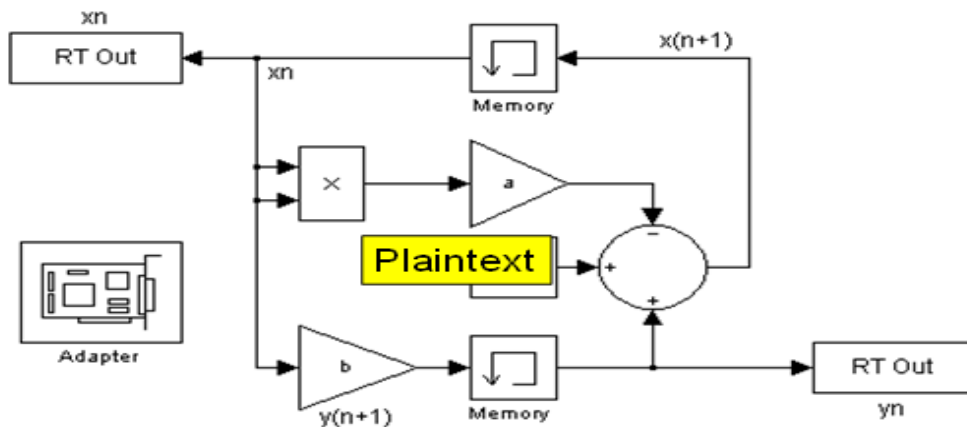 xn
RT Out
xn
Memory
x(n+1)
×
a
−
Plaintext
+
+
Adapter
b
y(n+1)
Memory
RT Out
yn